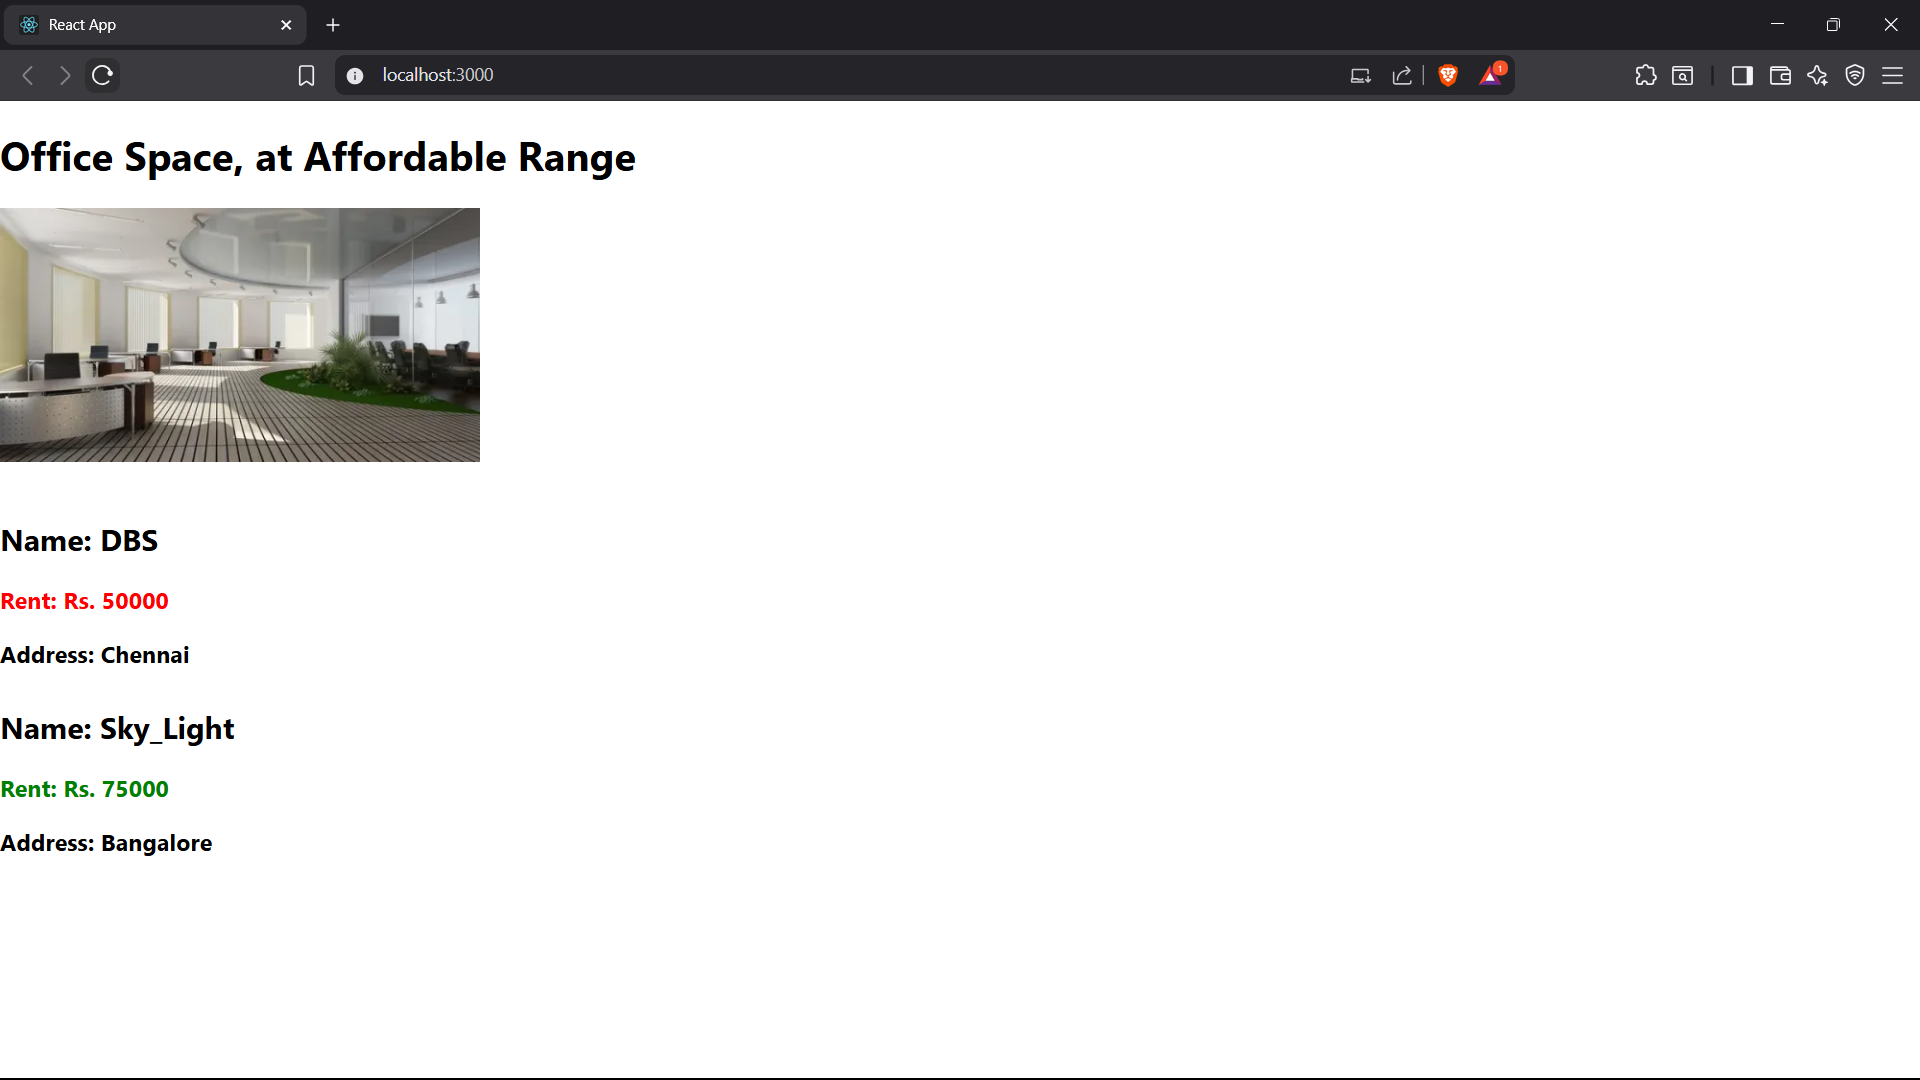 React App
localhost:3000
1
Office Space, at Affordable Range
Name: DBS
Rent: Rs. 50000
Address: Chennai
Name: Sky_Light
Rent: Rs. 75000
Address: Bangalore